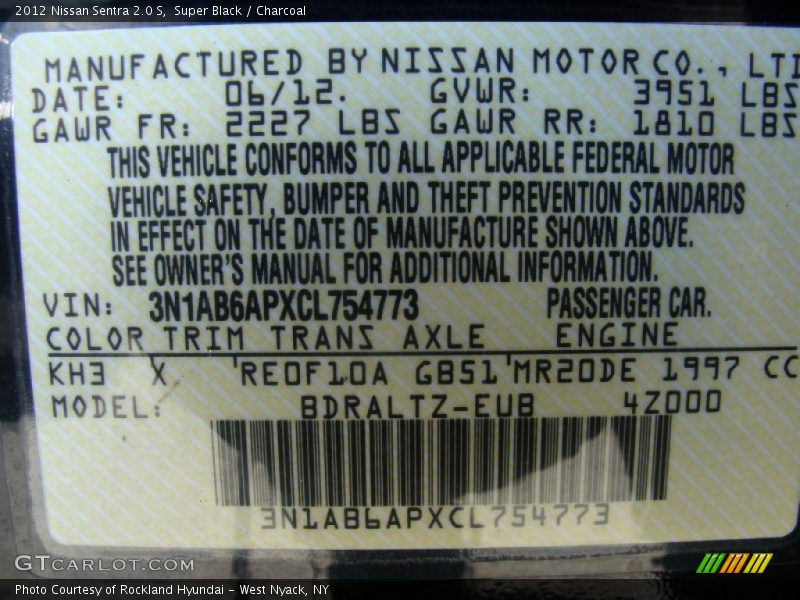 2012 Nissan Sentra 2.0 S, Super Black / Charcoal
MANUFACTURED BY NISSAN MOTOR CO., LTD
DATE: 06/12. GVWR: 3951 LBS
GAWR FR: 2227 LBS GAWR RR: 1810 LBS
THIS VEHICLE CONFORMS TO ALL APPLICABLE FEDERAL MOTOR
VEHICLE SAFETY, BUMPER AND THEFT PREVENTION STANDARDS
IN EFFECT ON THE DATE OF MANUFACTURE SHOWN ABOVE.
SEE OWNER'S MANUAL FOR ADDITIONAL INFORMATION.
VIN: 3N1AB6APXCL754773 PASSENGER CAR.
COLOR TRIM TRANS AXLE ENGINE
KH3 X RE0F10A GB51 MR20DE 1997 CC
MODEL: BDRALTZ-EUB 4Z000
3N1AB6APXCL754773
GTCARLOT.COM
Photo Courtesy of Rockland Hyundai - West Nyack, NY